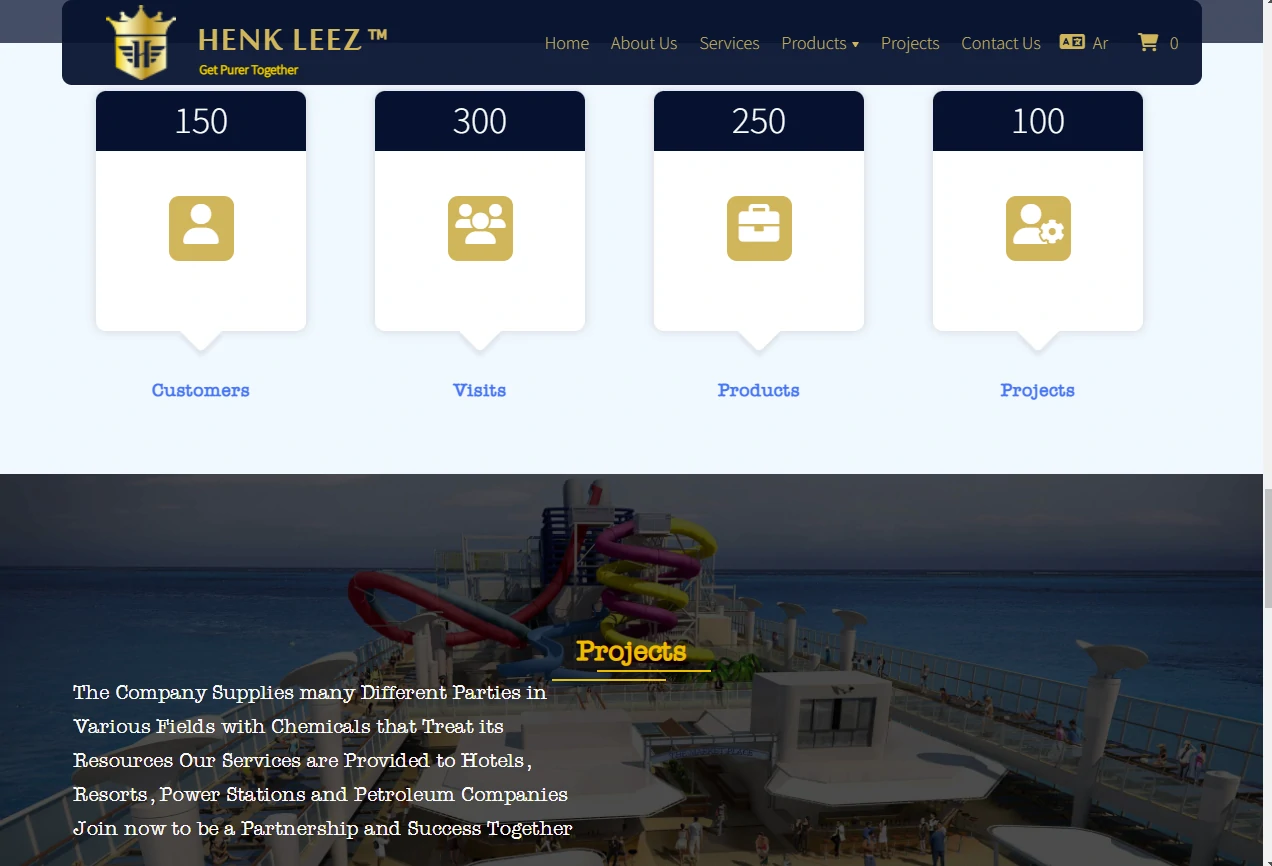 HENK LEEZ™
Get Purer Together
Home
About Us
Services
Products ▾
Projects
Contact Us
Ar
0
150
300
250
100
Customers
Visits
Products
Projects
Projects
The Company Supplies many Different Parties in
Various Fields with Chemicals that Treat its
Resources Our Services are Provided to Hotels,
Resorts, Power Stations and Petroleum Companies
Join now to be a Partnership and Success Together